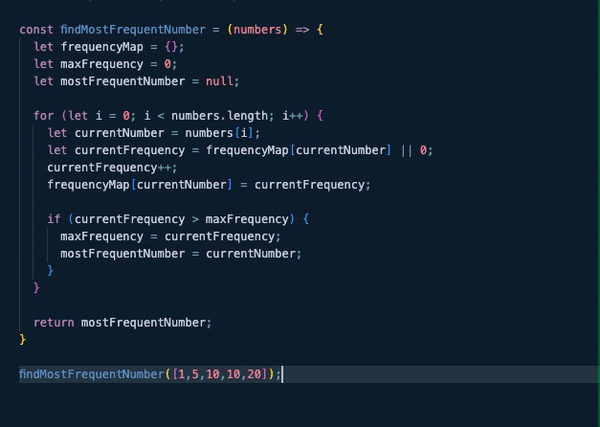 const findMostFrequentNumber = (numbers) => {
  let frequencyMap = {};
  let maxFrequency = 0;
  let mostFrequentNumber = null;

  for (let i = 0; i < numbers.length; i++) {
    let currentNumber = numbers[i];
    let currentFrequency = frequencyMap[currentNumber] || 0;
    currentFrequency++;
    frequencyMap[currentNumber] = currentFrequency;

    if (currentFrequency > maxFrequency) {
      maxFrequency = currentFrequency;
      mostFrequentNumber = currentNumber;
    }
  }

  return mostFrequentNumber;
}

findMostFrequentNumber([1,5,10,10,20]);